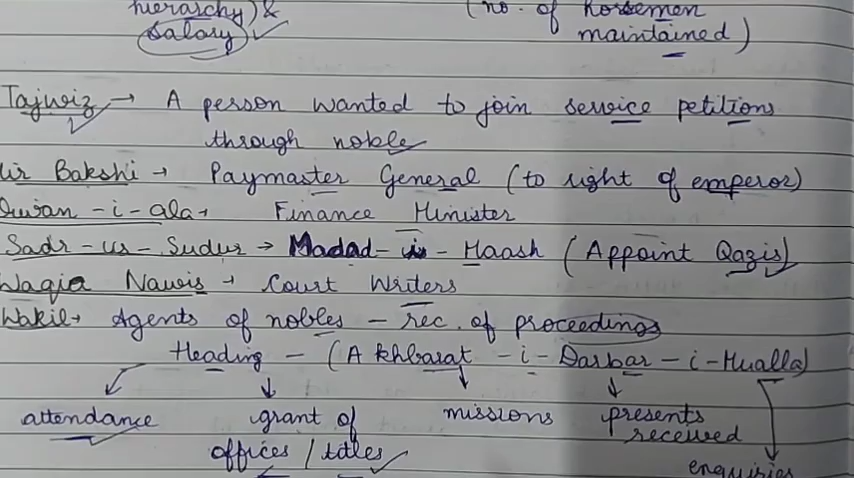 hierarchy) & (no. of horsemen
Salary) maintained)
Tajwiz → A person wanted to join service petitions
through noble
Mir Bakshi → Paymaster General (to right of emperor)
Diwan-i-ala → Finance Minister
Sadr-us-Sudur → Madad-i-Maash (Appoint Qazis)
Waqia Nawis → Court Writers
Wakil → Agents of nobles - rec. of proceedings
Heading - (Akhbarat-i-Darbar-i-Mualla)
attendance grant of missions presents
offices / titles received
enquiries